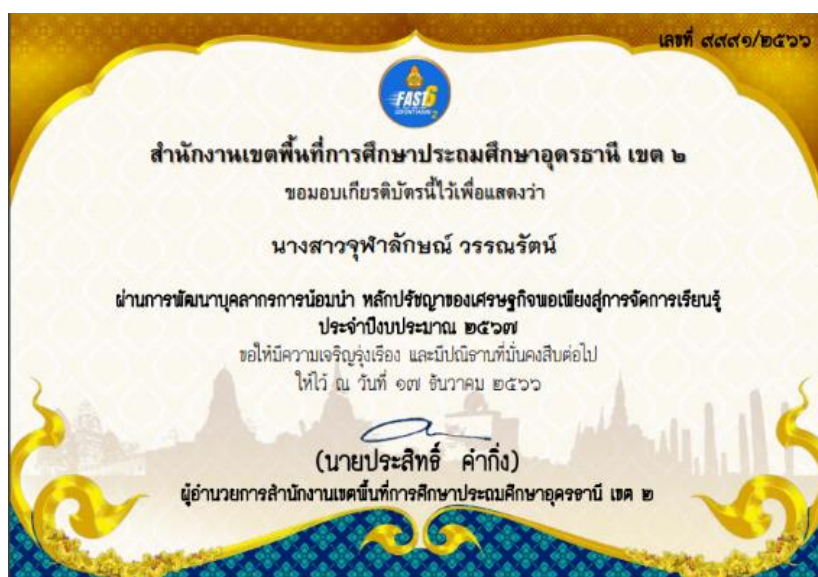 เลขที่ ๙๙๙๑/๒๕๖๖
FAST6
สำนักงานเขตพื้นที่การศึกษาประถมศึกษาอุดรธานี เขต ๒
ขอมอบเกียรติบัตรนี้ไว้เพื่อแสดงว่า
นางสาวจุฬาลักษณ์ วรรณรัตน์
ผ่านการพัฒนาบุคลากรการน้อมนำ หลักปรัชญาของเศรษฐกิจพอเพียงสู่การจัดการเรียนรู้
ประจำปีงบประมาณ ๒๕๖๗
ขอให้มีความเจริญรุ่งเรือง และมีปณิธานที่มั่นคงสืบต่อไป
ให้ไว้ ณ วันที่ ๑๗ ธันวาคม ๒๕๖๖
(นายประสิทธิ์ คำกิ่ง)
ผู้อำนวยการสำนักงานเขตพื้นที่การศึกษาประถมศึกษาอุดรธานี เขต ๒